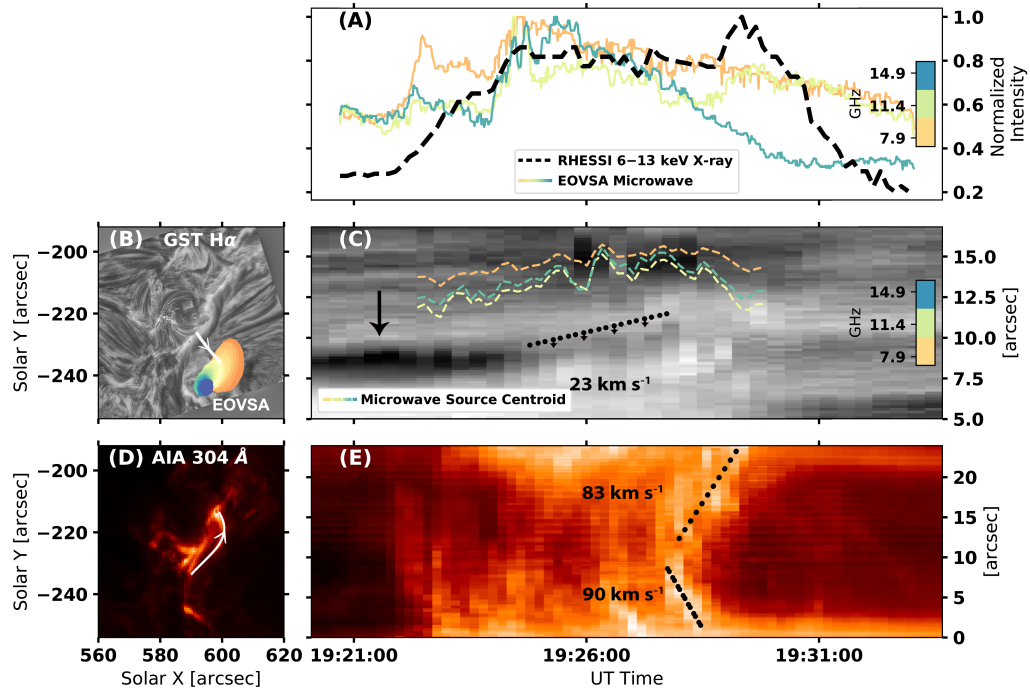 (A)
1.0
0.8
0.6
0.4
0.2
Normalized
Intensity
14.9
11.4
7.9
GHz
RHESSI 6−13 keV X-ray
EOVSA Microwave
(B) GST Hα
−200
−220
−240
Solar Y [arcsec]
EOVSA
(C)
15.0
12.5
10.0
7.5
5.0
[arcsec]
14.9
11.4
7.9
GHz
23 km s⁻¹
Microwave Source Centroid
(D) AIA 304 Å
−200
−220
−240
Solar Y [arcsec]
560 580 600 620
Solar X [arcsec]
(E)
20
15
10
5
0
[arcsec]
83 km s⁻¹
90 km s⁻¹
19:21:00 19:26:00 19:31:00
UT Time